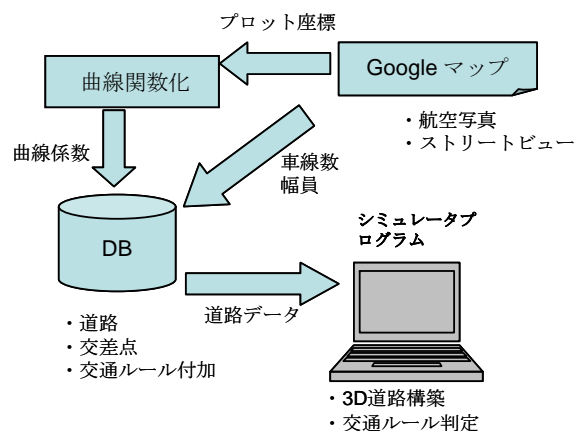 プロット座標
曲線関数化
Google マップ
・航空写真
・ストリートビュー
曲線係数
車線数
幅員
DB
シミュレータプ
ログラム
道路データ
・道路
・交差点
・交通ルール付加
・3D道路構築
・交通ルール判定